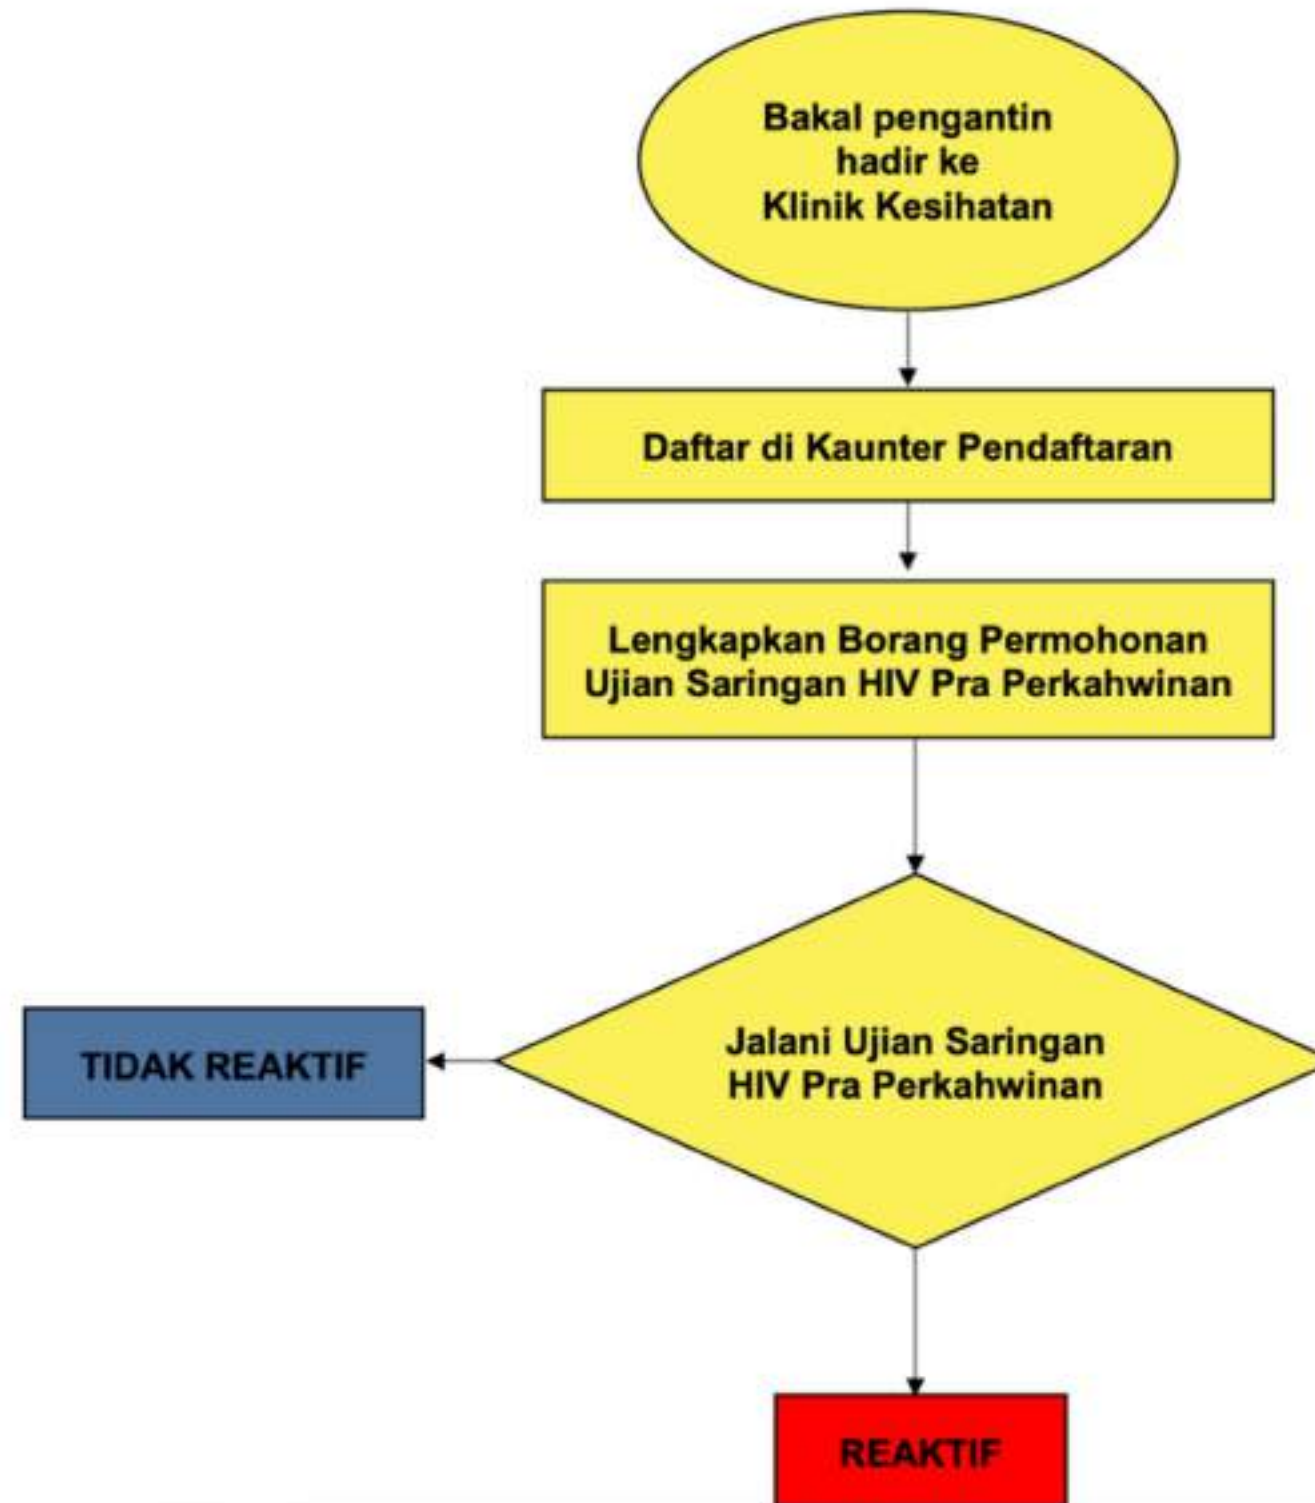 Bakal pengantin
hadir ke
Klinik Kesihatan
Daftar di Kaunter Pendaftaran
Lengkapkan Borang Permohonan
Ujian Saringan HIV Pra Perkahwinan
Jalani Ujian Saringan
HIV Pra Perkahwinan
TIDAK REAKTIF
REAKTIF